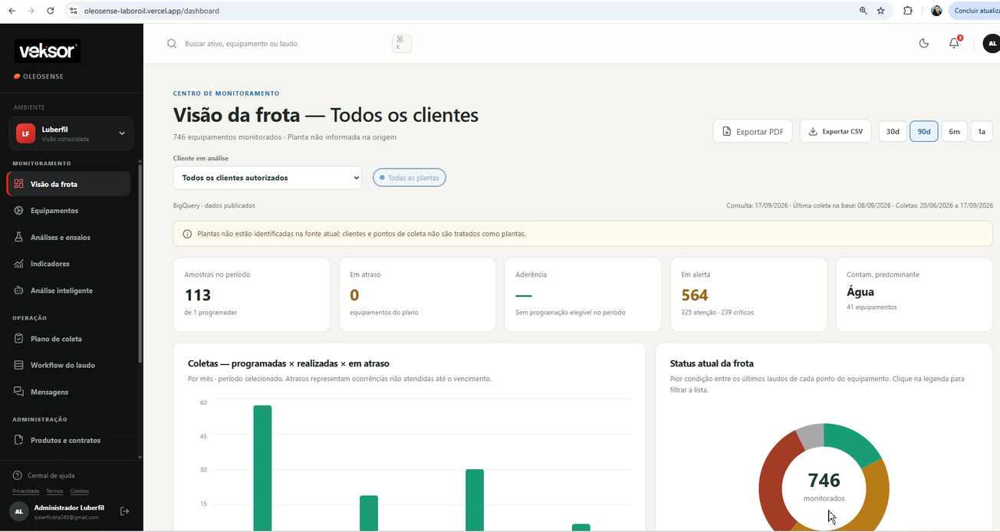 oleosense-laboroil.vercel.app/dashboard
Concluir atualiza
veksor
OLEOSENSE
AMBIENTE
LF
Luberfil
Visão consolidada
MONITORAMENTO
Visão da frota
Equipamentos
Análises e ensaios
Indicadores
Análise inteligente
OPERAÇÃO
Plano de coleta
Workflow do laudo
Mensagens
ADMINISTRAÇÃO
Produtos e contratos
Central de ajuda
Privacidade Termos Cookies
AL
Administrador Luberfil
luberfil.dna365@gmail.com
Buscar ativo, equipamento ou laudo
⌘
K
1
AL
CENTRO DE MONITORAMENTO
Visão da frota — Todos os clientes
746 equipamentos monitorados · Planta não informada na origem
Exportar PDF
Exportar CSV
30d
90d
6m
1a
Cliente em análise
Todos os clientes autorizados
Todas as plantas
BigQuery · dados publicados
Consulta: 17/09/2026 · Última coleta na base: 08/09/2026 · Coletas: 20/06/2026 a 17/09/2026
Plantas não estão identificadas na fonte atual; clientes e pontos de coleta não são tratados como plantas.
Amostras no período
113
de 1 programadas
Em atraso
0
equipamentos do plano
Aderência
—
Sem programação elegível no período
Em alerta
564
325 atenção · 239 críticos
Contam. predominante
Água
41 equipamentos
Coletas — programadas × realizadas × em atraso
Por mês · período selecionado. Atrasos representam ocorrências não atendidas até o vencimento.
60
45
30
15
Status atual da frota
Pior condição entre os últimos laudos de cada ponto do equipamento. Clique na legenda para
filtrar a lista.
746
monitorados